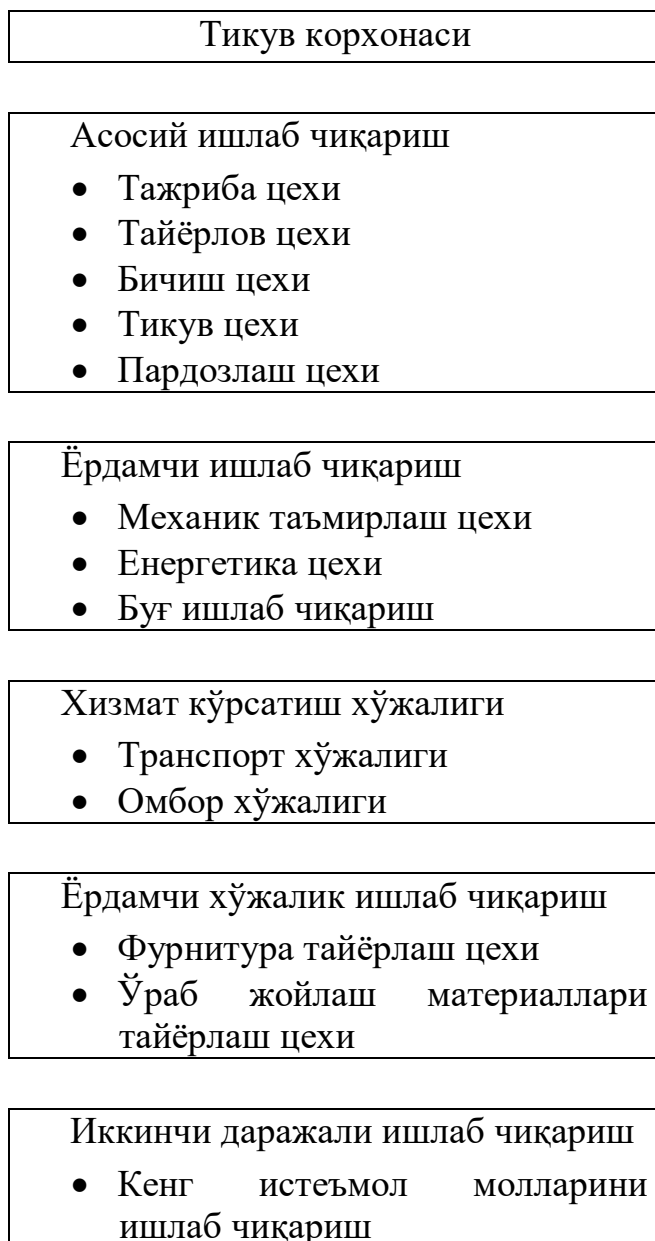 Тикув корхонаси
Асосий ишлаб чиқариш
• Тажриба цехи
• Тайёрлов цехи
• Бичиш цехи
• Тикув цехи
• Пардозлаш цехи
Ёрдамчи ишлаб чиқариш
• Механик таъмирлаш цехи
• Енергетика цехи
• Буғ ишлаб чиқариш
Хизмат кўрсатиш хўжалиги
• Транспорт хўжалиги
• Омбор хўжалиги
Ёрдамчи хўжалик ишлаб чиқариш
• Фурнитура тайёрлаш цехи
• Ўраб жойлаш материаллари
тайёрлаш цехи
Иккинчи даражали ишлаб чиқариш
• Кенг истеъмол молларини
ишлаб чиқариш